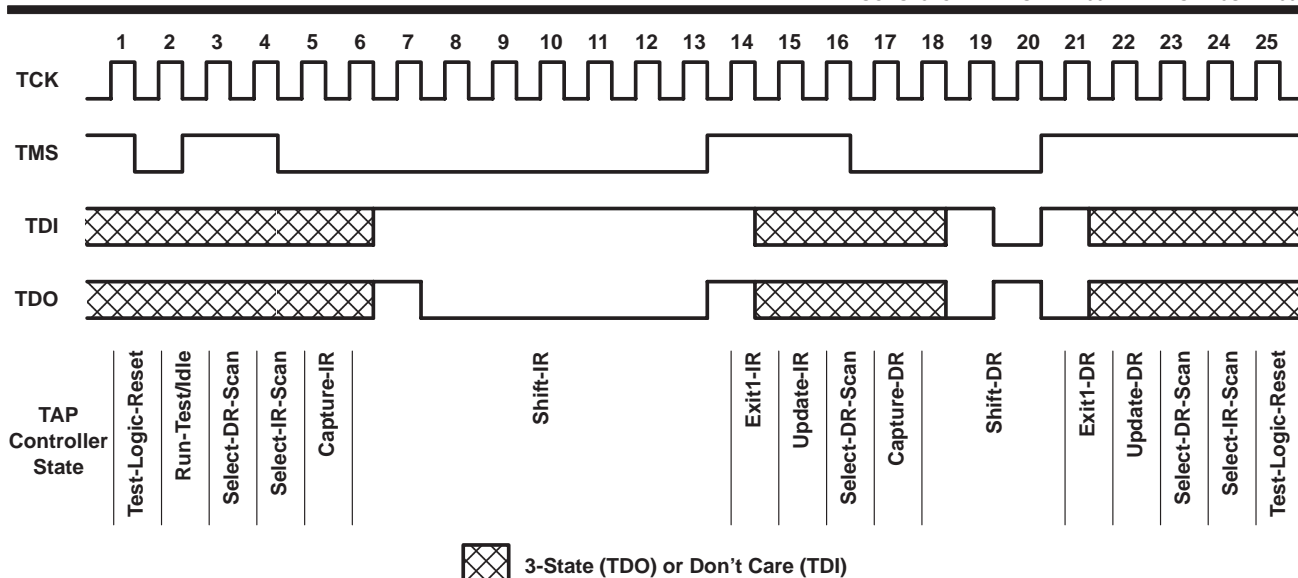 1 2 3 4 5 6 7 8 9 10 11 12 13 14 15 16 17 18 19 20 21 22 23 24 25
TCK
TMS
TDI
TDO
TAP
Controller
State
Test-Logic-Reset
Run-Test/Idle
Select-DR-Scan
Select-IR-Scan
Capture-IR
Shift-IR
Exit1-IR
Update-IR
Select-DR-Scan
Capture-DR
Shift-DR
Exit1-DR
Update-DR
Select-DR-Scan
Select-IR-Scan
Test-Logic-Reset
3-State (TDO) or Don't Care (TDI)